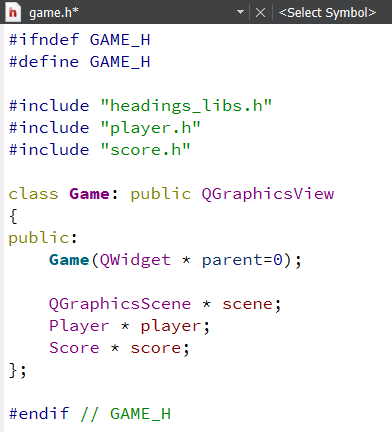 game.h* <Select Symbol>
#ifndef GAME_H
#define GAME_H
#include "headings_libs.h"
#include "player.h"
#include "score.h"
class Game: public QGraphicsView
{
public:
    Game(QWidget * parent=0);
    QGraphicsScene * scene;
    Player * player;
    Score * score;
};
#endif // GAME_H